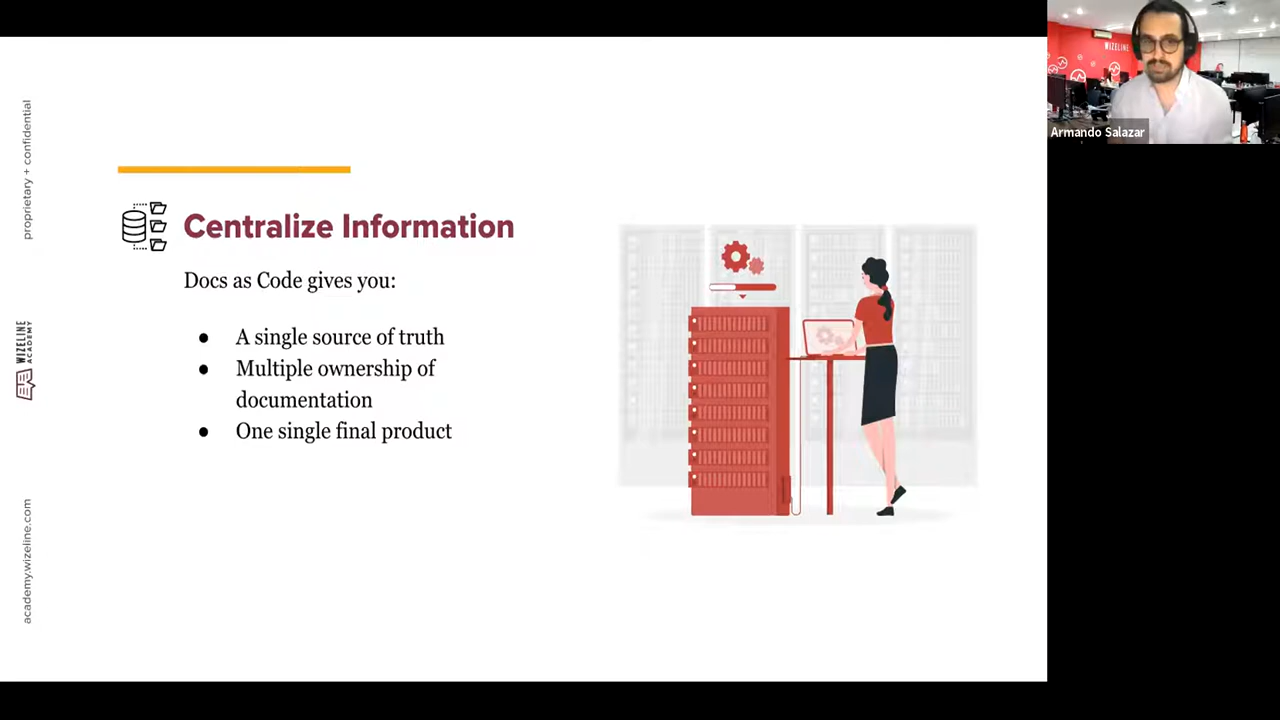 proprietary + confidential
WIZELINE
ACADEMY
academy.wizeline.com
Centralize Information
Docs as Code gives you:
● A single source of truth
● Multiple ownership of
documentation
● One single final product
WIZELINE
Armando Salazar